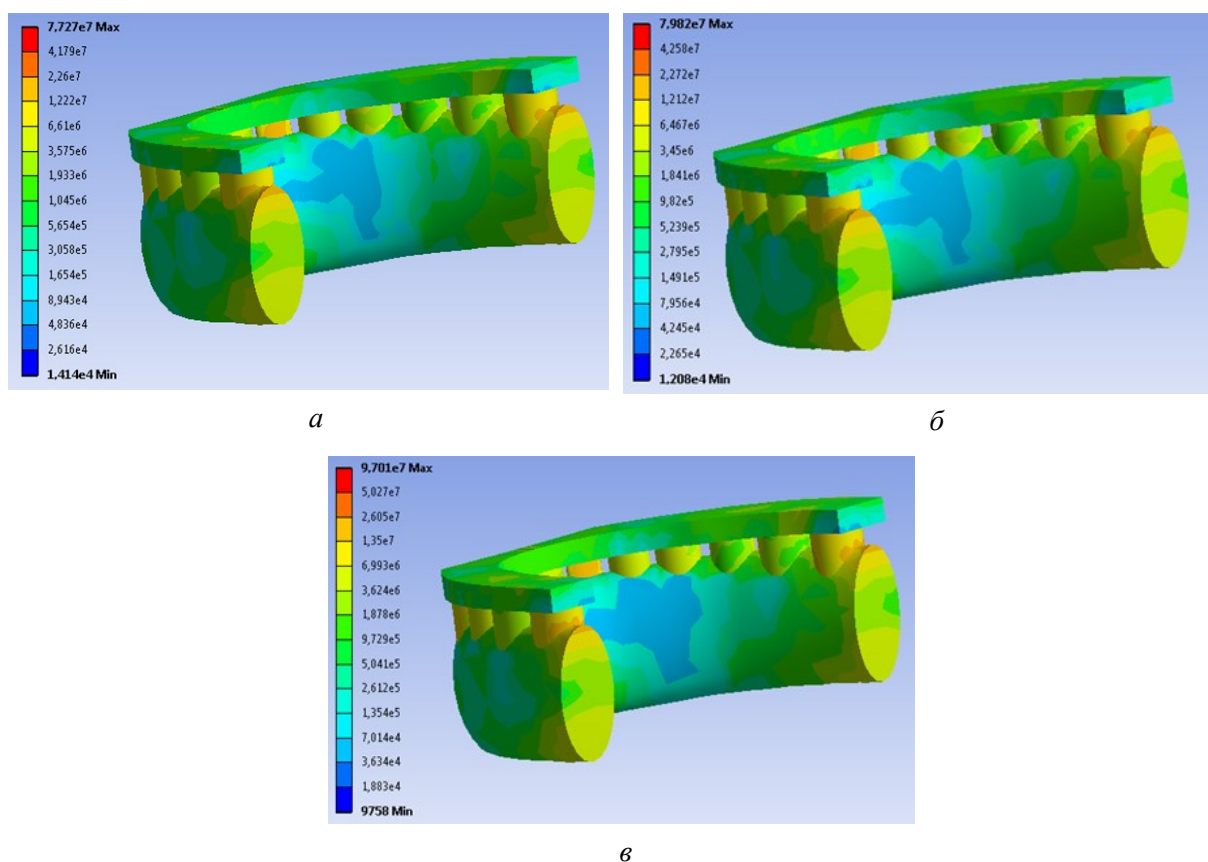 7,727e7 Max
4,179e7
2,26e7
1,222e7
6,61e6
3,575e6
1,933e6
1,045e6
5,654e5
3,058e5
1,654e5
8,943e4
4,836e4
2,616e4
1,414e4 Min
а
7,982e7 Max
4,258e7
2,272e7
1,212e7
6,467e6
3,45e6
1,841e6
9,82e5
5,239e5
2,795e5
1,491e5
7,956e4
4,245e4
2,265e4
1,208e4 Min
б
9,701e7 Max
5,027e7
2,605e7
1,35e7
6,993e6
3,624e6
1,878e6
9,729e5
5,041e5
2,612e5
1,354e5
7,014e4
3,634e4
1,883e4
9758 Min
в